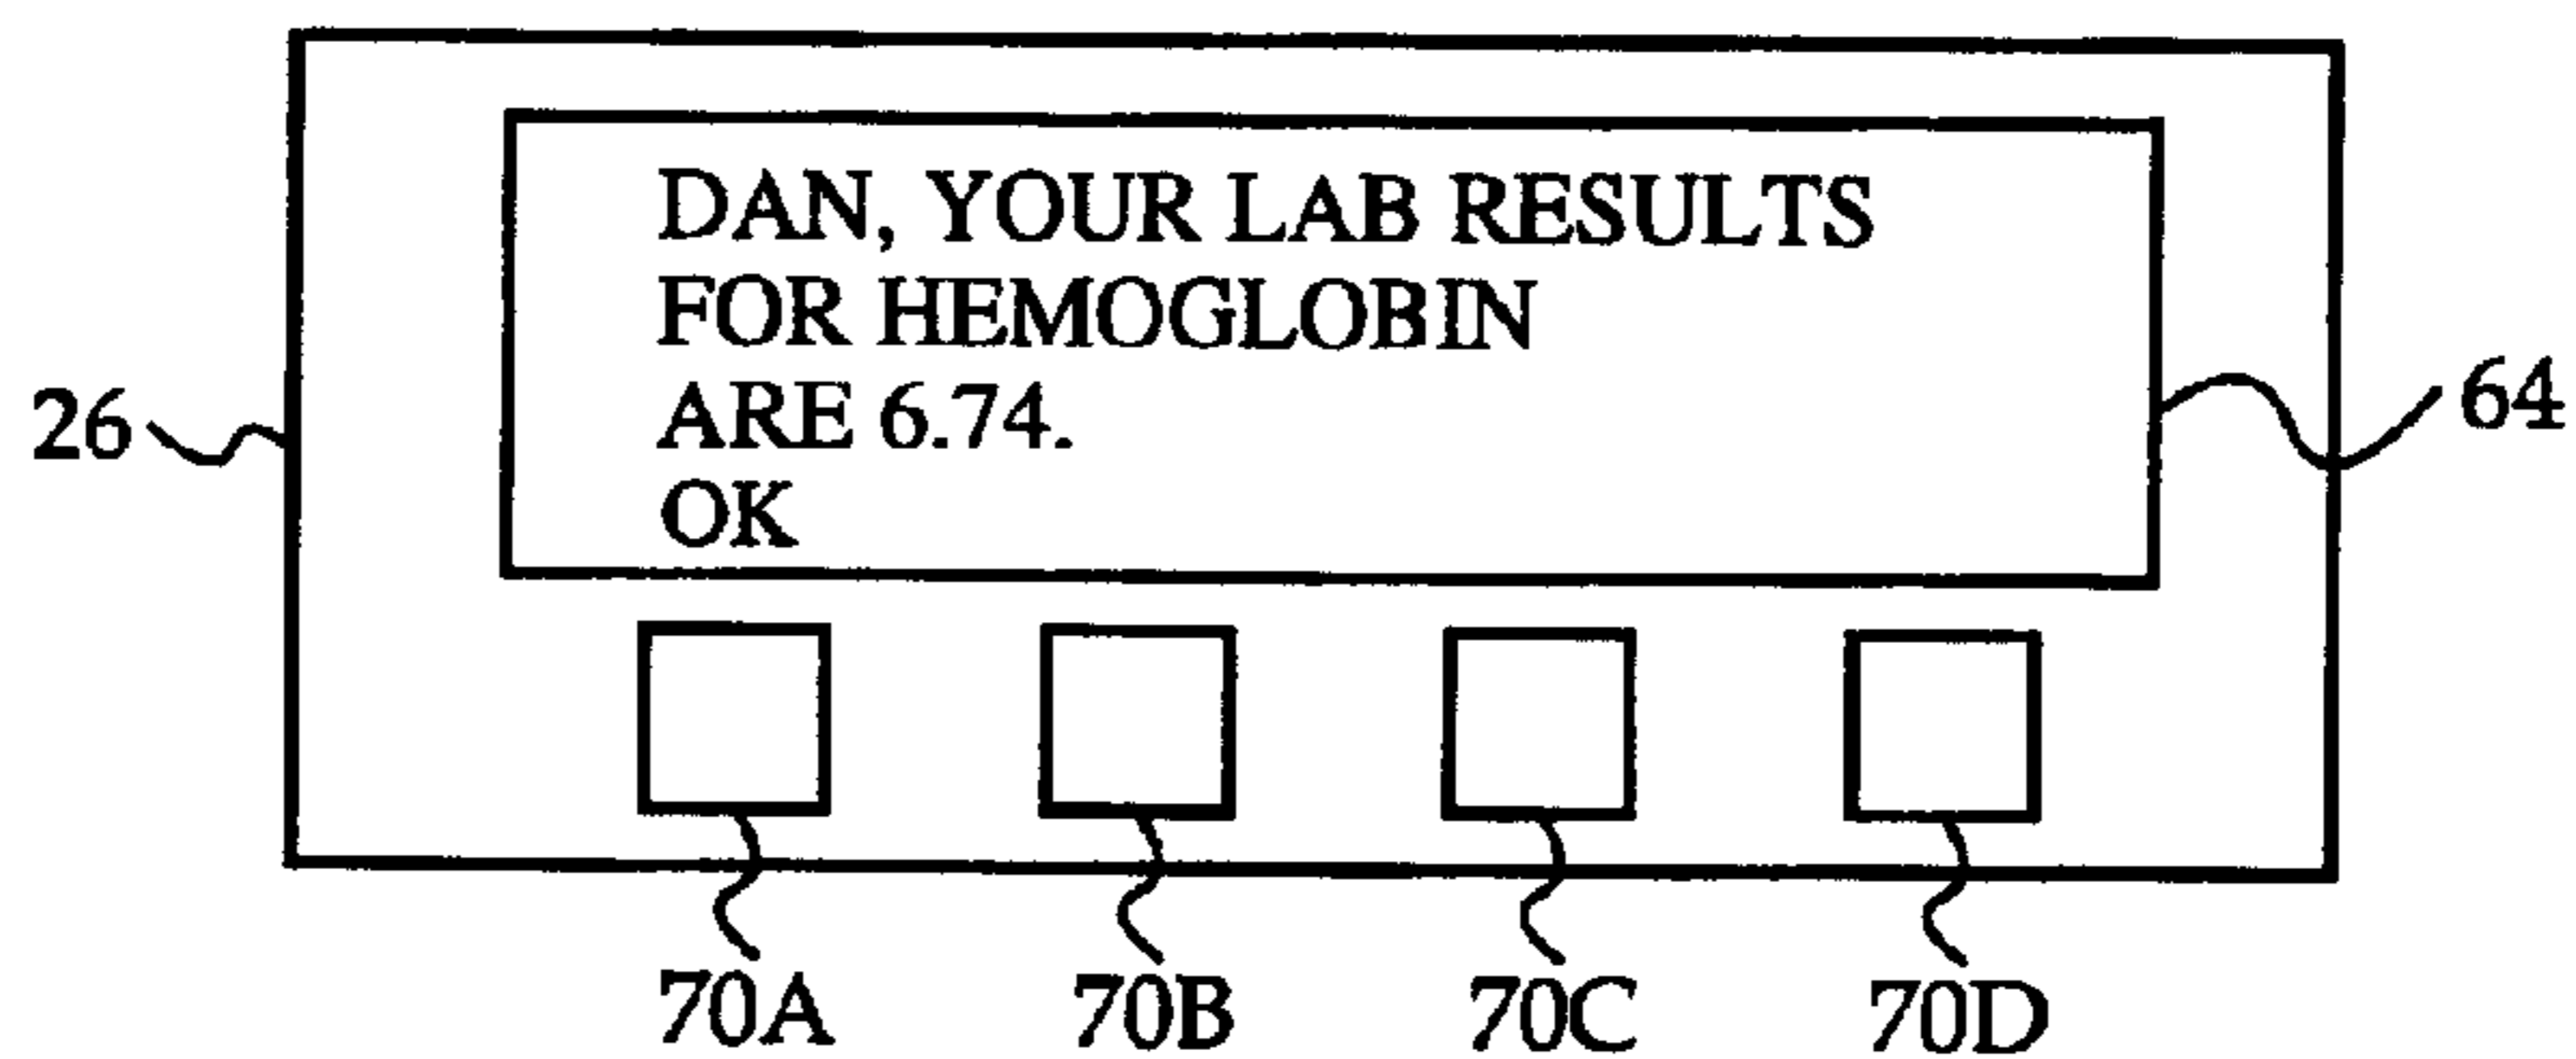 DAN, YOUR LAB RESULTS
FOR HEMOGLOBIN
ARE 6.74.
OK
26
64
70A 70B 70C 70D